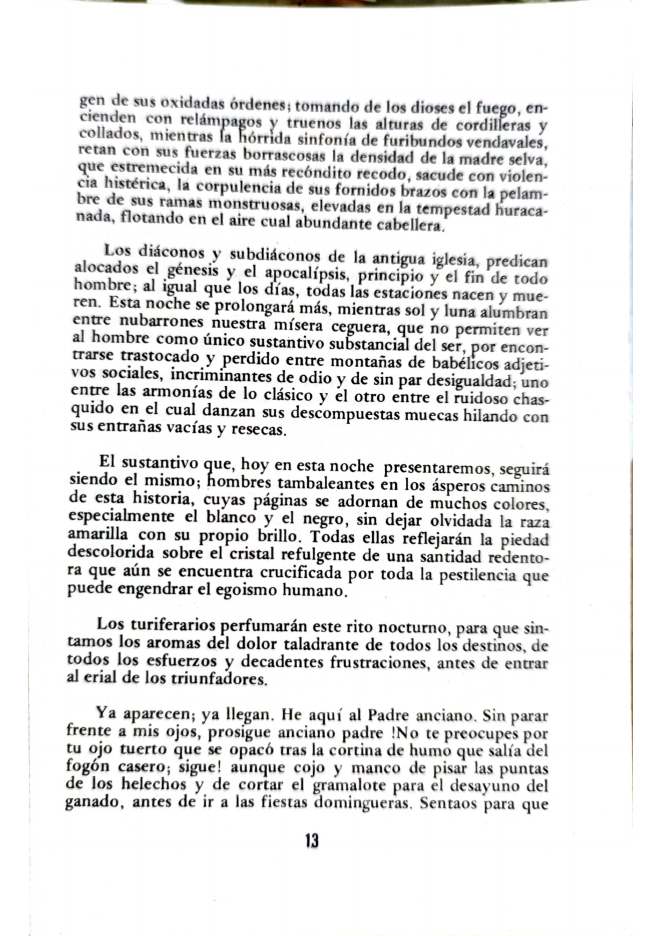 gen de sus oxidadas órdenes; tomando de los dioses el fuego, en-
cienden con relámpagos y truenos las alturas de cordilleras y
collados, mientras la hórrida sinfonía de furibundos vendavales,
retan con sus fuerzas borrascosas la densidad de la madre selva,
que estremecida en su más recóndito recodo, sacude con violen-
cia histérica, la corpulencia de sus fornidos brazos con la pelam-
bre de sus ramas monstruosas, elevadas en la tempestad huraca-
nada, flotando en el aire cual abundante cabellera.
Los diáconos y subdiáconos de la antigua iglesia, predican
alocados el génesis y el apocalípsis, principio y el fin de todo
hombre; al igual que los días, todas las estaciones nacen y mue-
ren. Esta noche se prolongará más, mientras sol y luna alumbran
entre nubarrones nuestra mísera ceguera, que no permiten ver
al hombre como único sustantivo substancial del ser, por encon-
trarse trastocado y perdido entre montañas de babélicos adjeti-
vos sociales, incriminantes de odio y de sin par desigualdad; uno
entre las armonías de lo clásico y el otro entre el ruidoso chas-
quido en el cual danzan sus descompuestas muecas hilando con
sus entrañas vacías y resecas.
El sustantivo que, hoy en esta noche presentaremos, seguirá
siendo el mismo; hombres tambaleantes en los ásperos caminos
de esta historia, cuyas páginas se adornan de muchos colores,
especialmente el blanco y el negro, sin dejar olvidada la raza
amarilla con su propio brillo. Todas ellas reflejarán la piedad
descolorida sobre el cristal refulgente de una santidad redento-
ra que aún se encuentra crucificada por toda la pestilencia que
puede engendrar el egoismo humano.
Los turiferarios perfumarán este rito nocturno, para que sin-
tamos los aromas del dolor taladrante de todos los destinos, de
todos los esfuerzos y decadentes frustraciones, antes de entrar
al erial de los triunfadores.
Ya aparecen; ya llegan. He aquí al Padre anciano. Sin parar
frente a mis ojos, prosigue anciano padre !No te preocupes por
tu ojo tuerto que se opacó tras la cortina de humo que salía del
fogón casero; sigue! aunque cojo y manco de pisar las puntas
de los helechos y de cortar el gramalote para el desayuno del
ganado, antes de ir a las fiestas domingueras. Sentaos para que
13